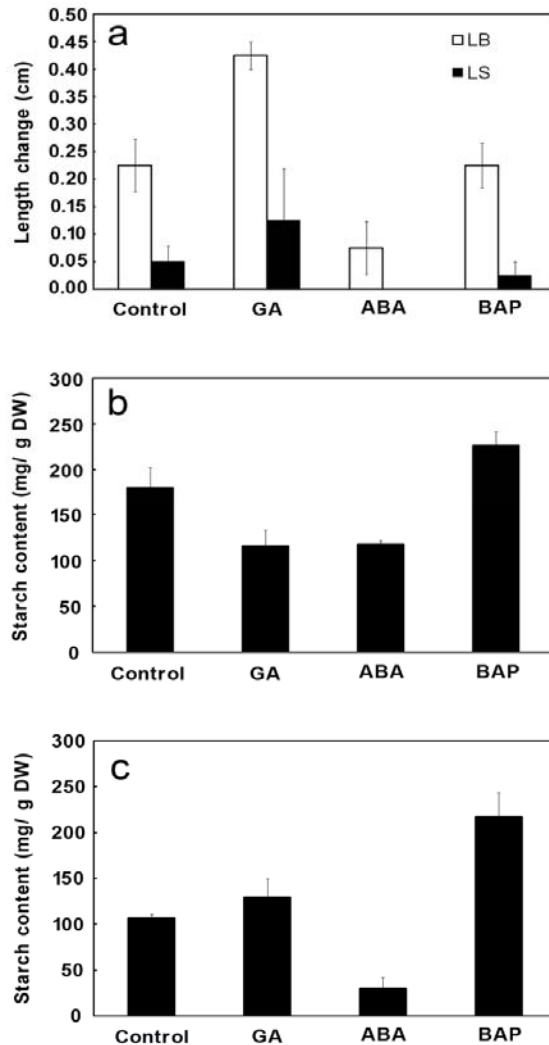 a
0.50
0.45
0.40
0.35
0.30
0.25
0.20
0.15
0.10
0.05
0.00
Length change (cm)
LB
LS
Control GA ABA BAP
b
300
250
200
150
100
50
0
Starch content (mg/ g DW)
Control GA ABA BAP
c
300
250
200
150
100
50
0
Starch content (mg/ g DW)
Control GA ABA BAP